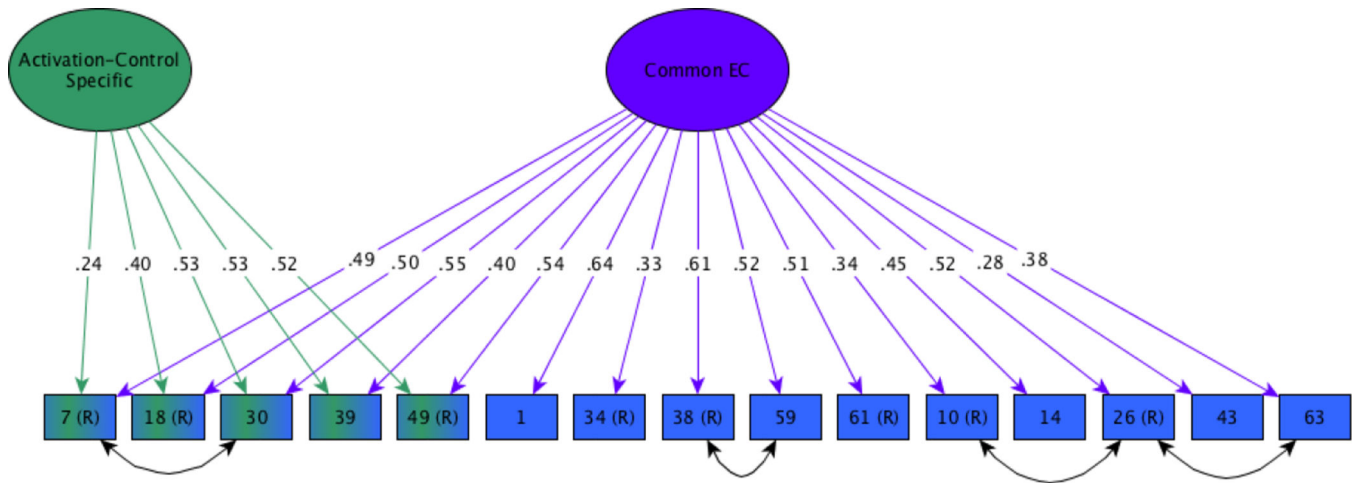 Activation-Control
Specific
Common EC
.24 .40 .53 .53 .52 .49 .50 .55 .40 .54 .64 .33 .61 .52 .51 .34 .45 .52 .28 .38
7 (R) 18 (R) 30 39 49 (R) 1 34 (R) 38 (R) 59 61 (R) 10 (R) 14 26 (R) 43 63